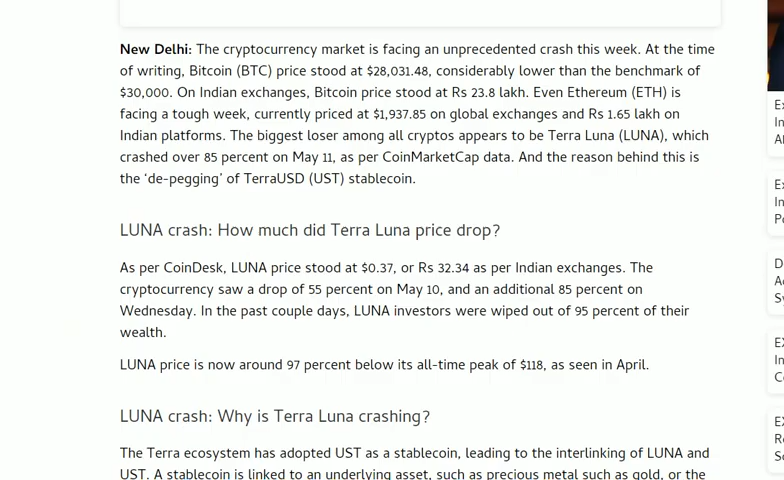 New Delhi: The cryptocurrency market is facing an unprecedented crash this week. At the time
of writing, Bitcoin (BTC) price stood at $28,031.48, considerably lower than the benchmark of
$30,000. On Indian exchanges, Bitcoin price stood at Rs 23.8 lakh. Even Ethereum (ETH) is
facing a tough week, currently priced at $1,937.85 on global exchanges and Rs 1.65 lakh on
Indian platforms. The biggest loser among all cryptos appears to be Terra Luna (LUNA), which
crashed over 85 percent on May 11, as per CoinMarketCap data. And the reason behind this is
the ‘de-pegging’ of TerraUSD (UST) stablecoin.
LUNA crash: How much did Terra Luna price drop?
As per CoinDesk, LUNA price stood at $0.37, or Rs 32.34 as per Indian exchanges. The
cryptocurrency saw a drop of 55 percent on May 10, and an additional 85 percent on
Wednesday. In the past couple days, LUNA investors were wiped out of 95 percent of their
wealth.
LUNA price is now around 97 percent below its all-time peak of $118, as seen in April.
LUNA crash: Why is Terra Luna crashing?
The Terra ecosystem has adopted UST as a stablecoin, leading to the interlinking of LUNA and
UST. A stablecoin is linked to an underlying asset, such as precious metal such as gold, or the